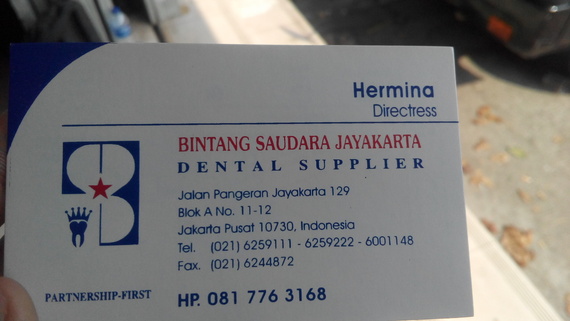 Hermina
Directress
BINTANG SAUDARA JAYAKARTA
DENTAL SUPPLIER
Jalan Pangeran Jayakarta 129
Blok A No. 11-12
Jakarta Pusat 10730, Indonesia
Tel. (021) 6259111 - 6259222 - 6001148
Fax. (021) 6244872
PARTNERSHIP-FIRST
HP. 081 776 3168